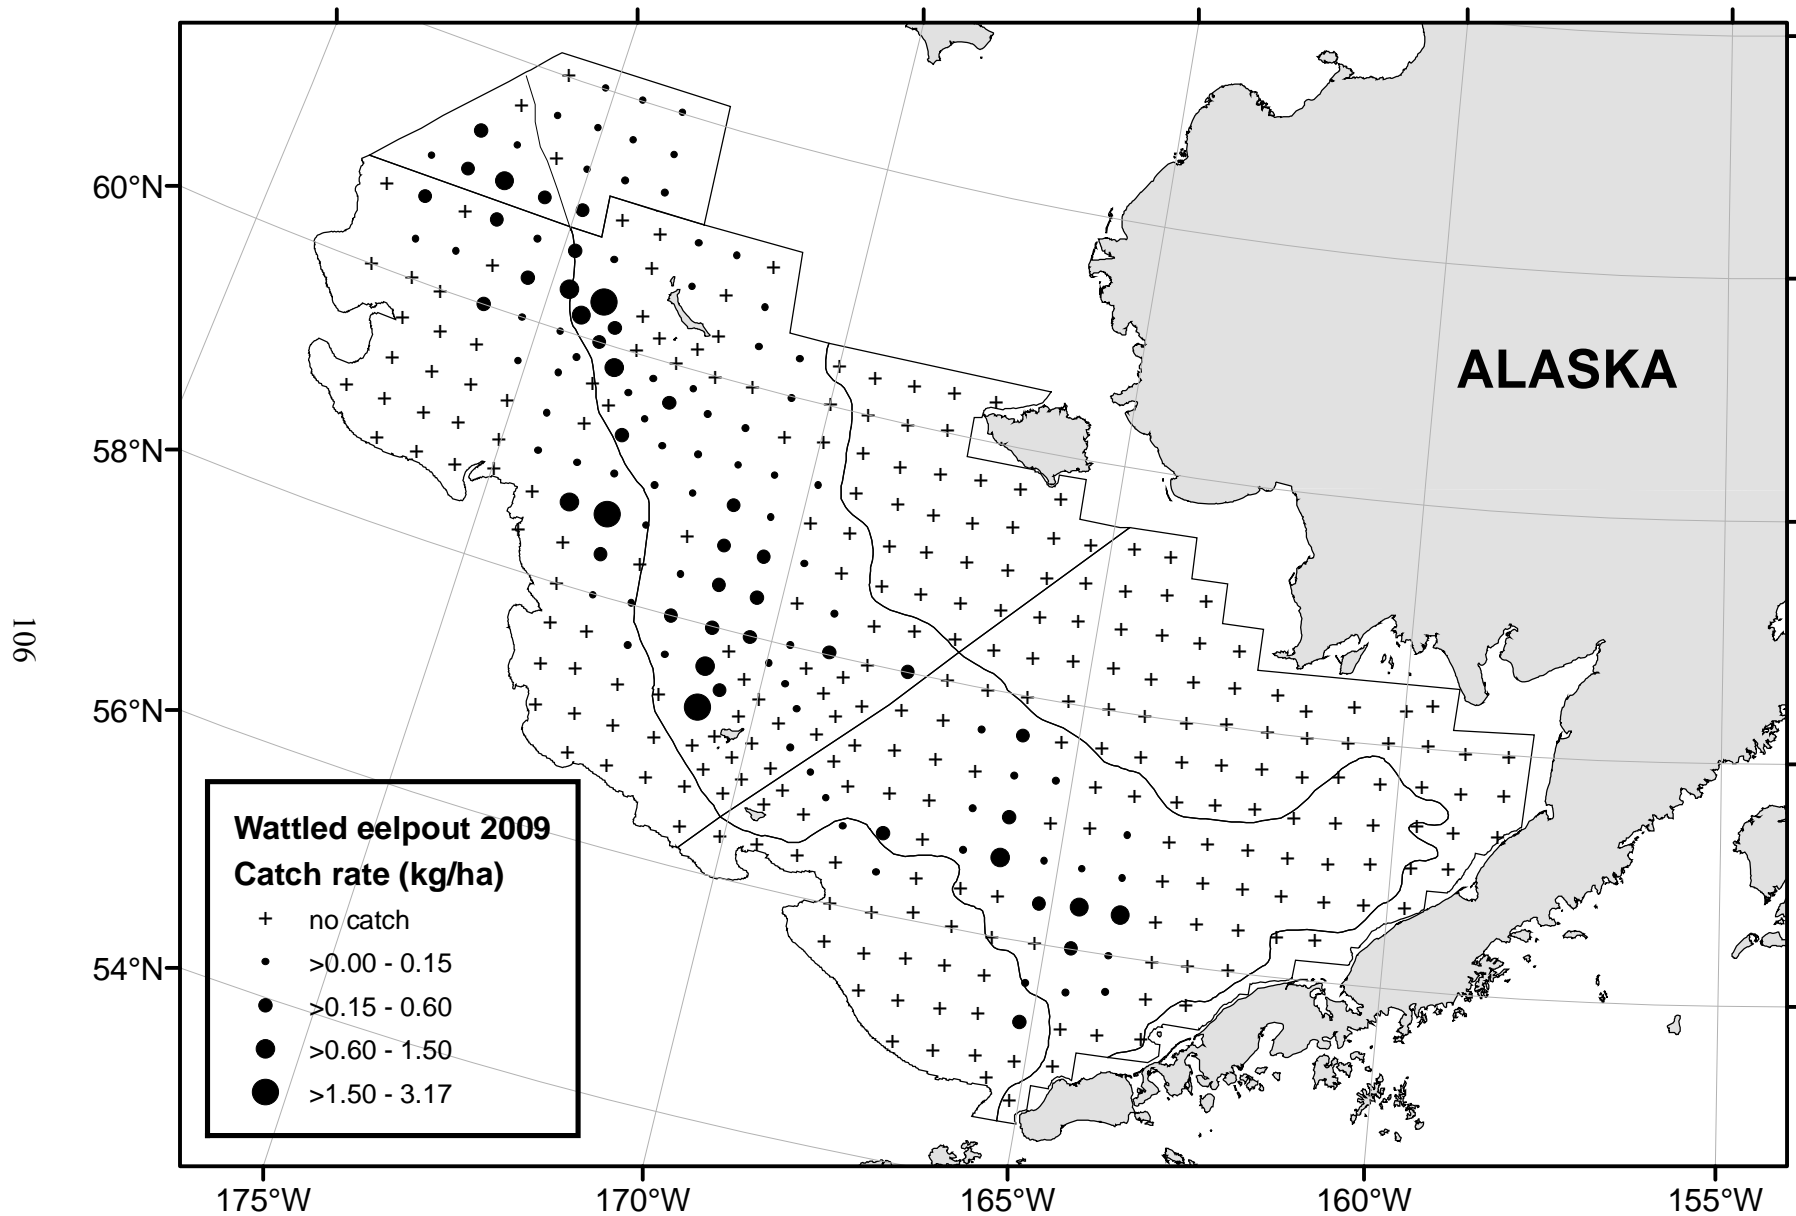 ALASKA
60°N
58°N
56°N
54°N
106
Wattled eelpout 2009
Catch rate (kg/ha)
no catch
>0.00 - 0.15
>0.15 - 0.60
>0.60 - 1.50
>1.50 - 3.17
175°W
170°W
165°W
160°W
155°W